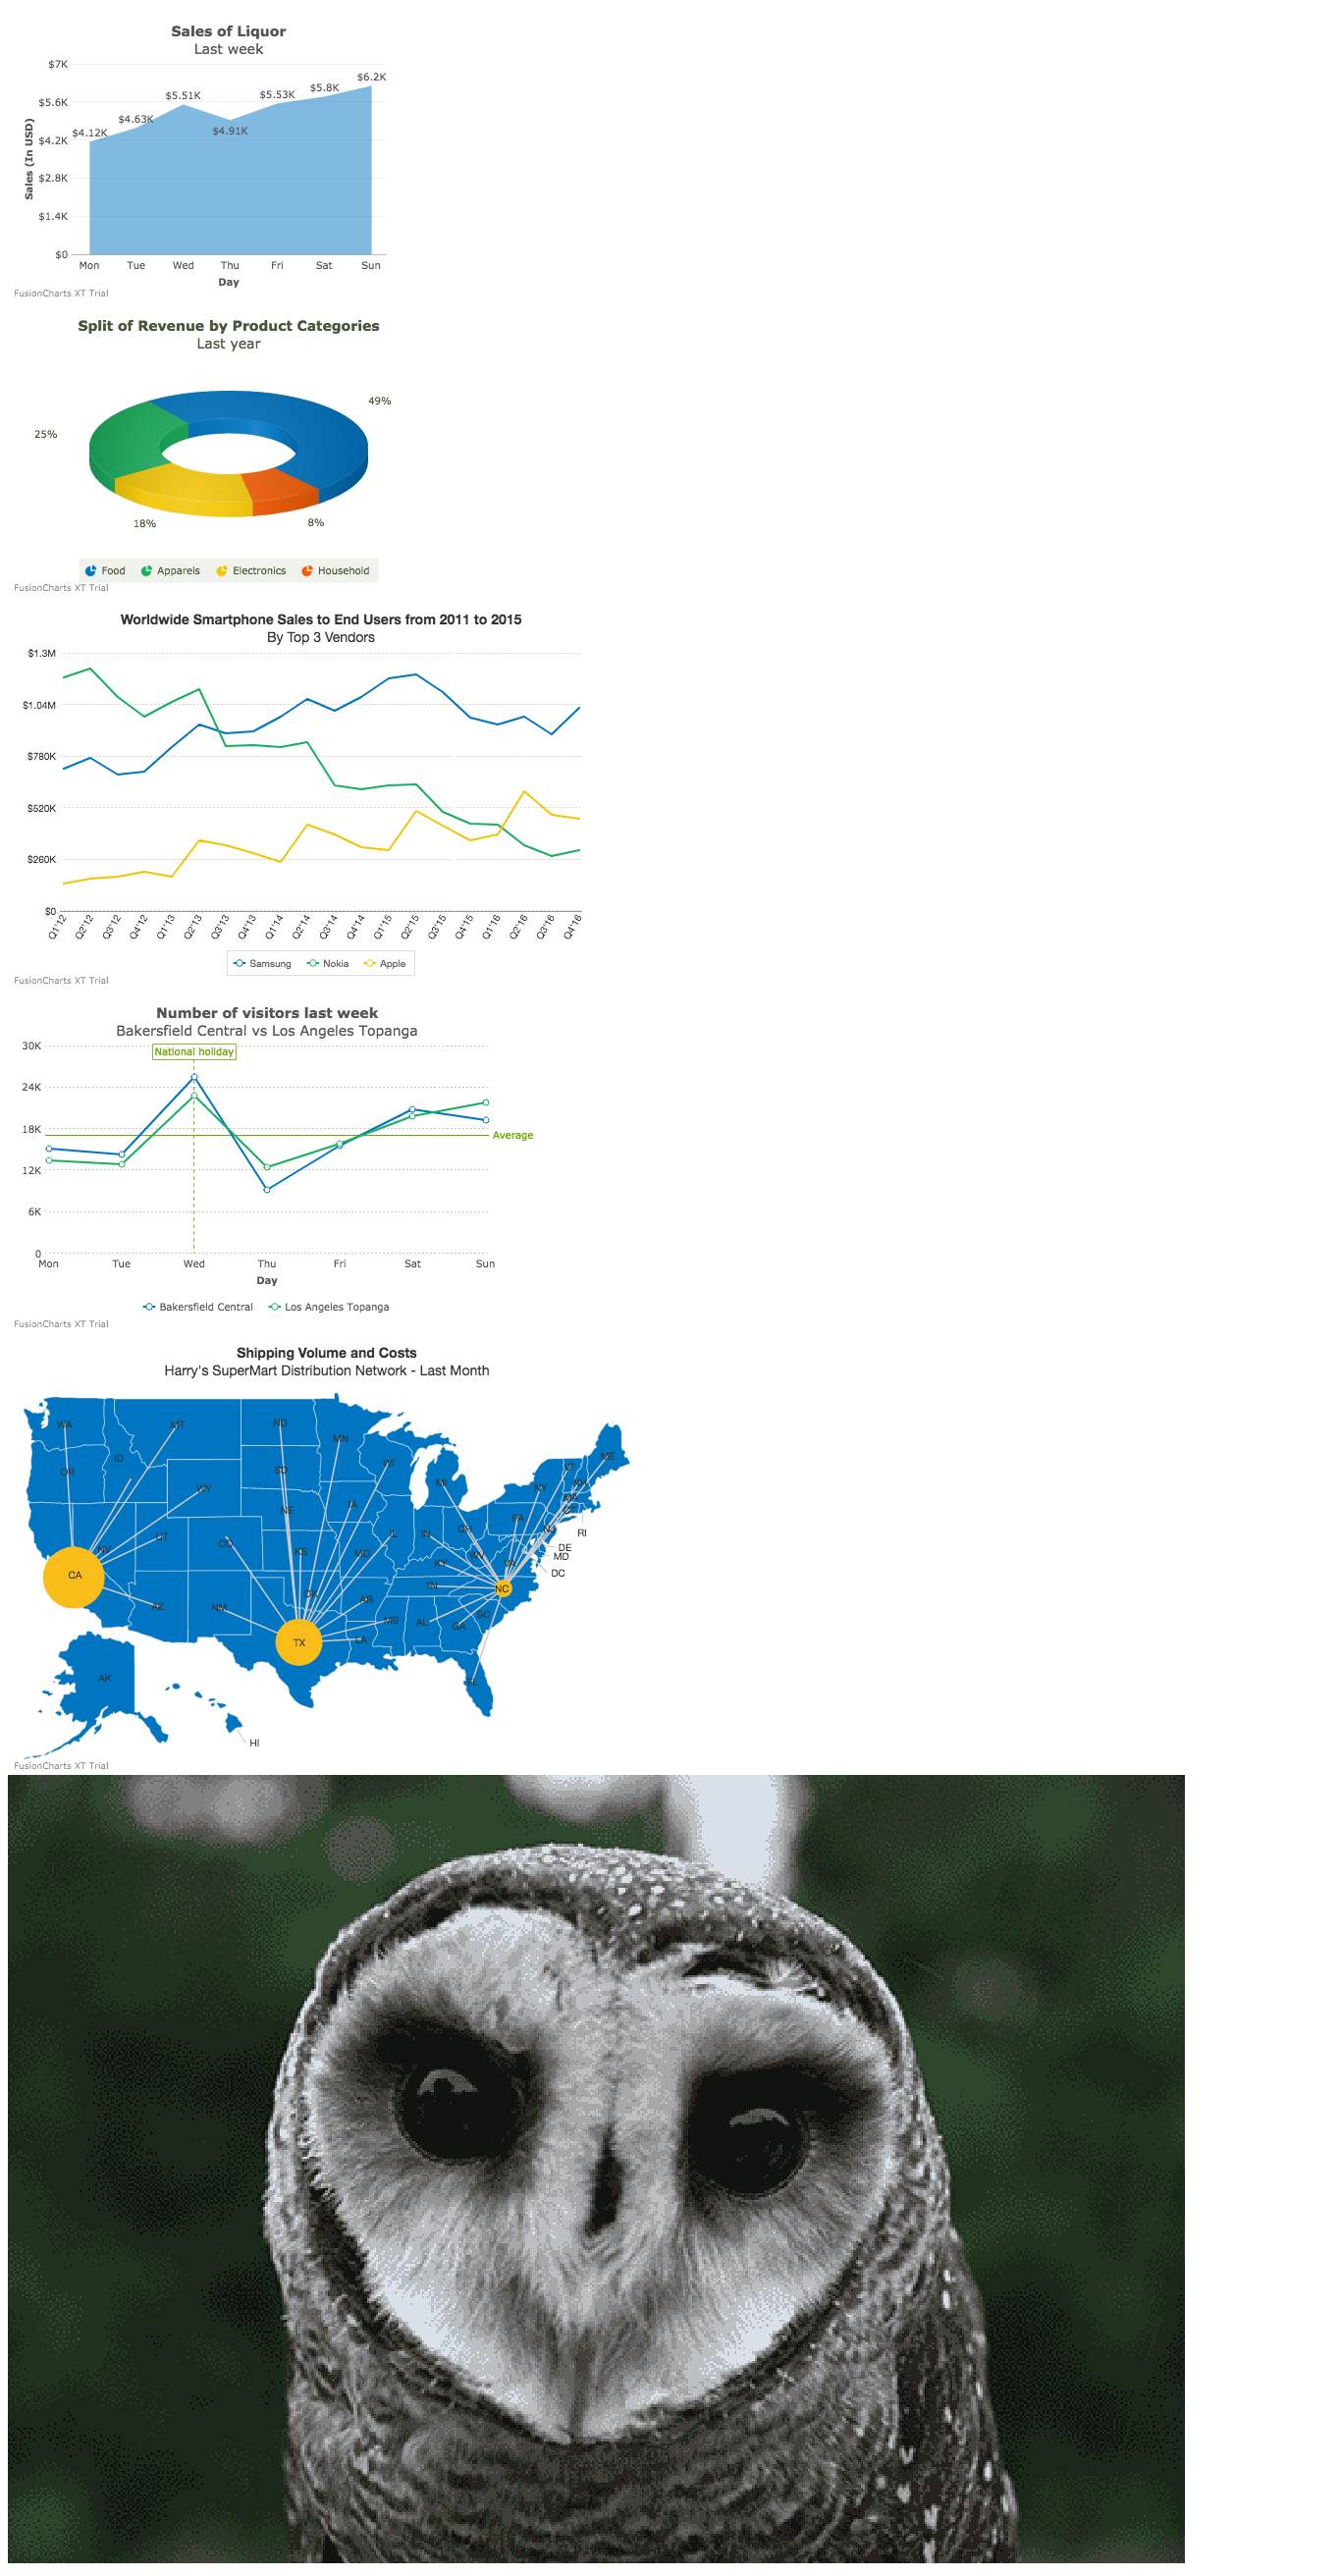 Sales of Liquor
Last week
$7K
$5.6K
$4.2K
$2.8K
$1.4K
$0
Sales (In USD)
$4.12K
$4.63K
$5.51K
$4.91K
$5.53K
$5.8K
$6.2K
Mon Tue Wed Thu Fri Sat Sun
Day
FusionCharts XT Trial
Split of Revenue by Product Categories
Last year
49%
25%
18%
8%
Food Apparels Electronics Household
FusionCharts XT Trial
Worldwide Smartphone Sales to End Users from 2011 to 2015
By Top 3 Vendors
$1.3M
$1.04M
$780K
$520K
$260K
$0
Q1'12 Q2'12 Q3'12 Q4'12 Q1'13 Q2'13 Q3'13 Q4'13 Q1'14 Q2'14 Q3'14 Q4'14 Q1'15 Q2'15 Q3'15 Q4'15 Q1'16 Q2'16 Q3'16 Q4'16
Samsung Nokia Apple
FusionCharts XT Trial
Number of visitors last week
Bakersfield Central vs Los Angeles Topanga
30K
National holiday
24K
18K
Average
12K
6K
0
Mon Tue Wed Thu Fri Sat Sun
Day
Bakersfield Central Los Angeles Topanga
FusionCharts XT Trial
Shipping Volume and Costs
Harry's SuperMart Distribution Network - Last Month
WA MT ND MN VT ME
ID OR SD WI MI NY NH
WY NE IA MA
CT
UT CO IL IN OH PA NJ RI
NV KS MO KY WV VA DE
MD
CA TN NC DC
AZ NM OK AR MS AL GA SC
TX LA
AK FL
HI
FusionCharts XT Trial